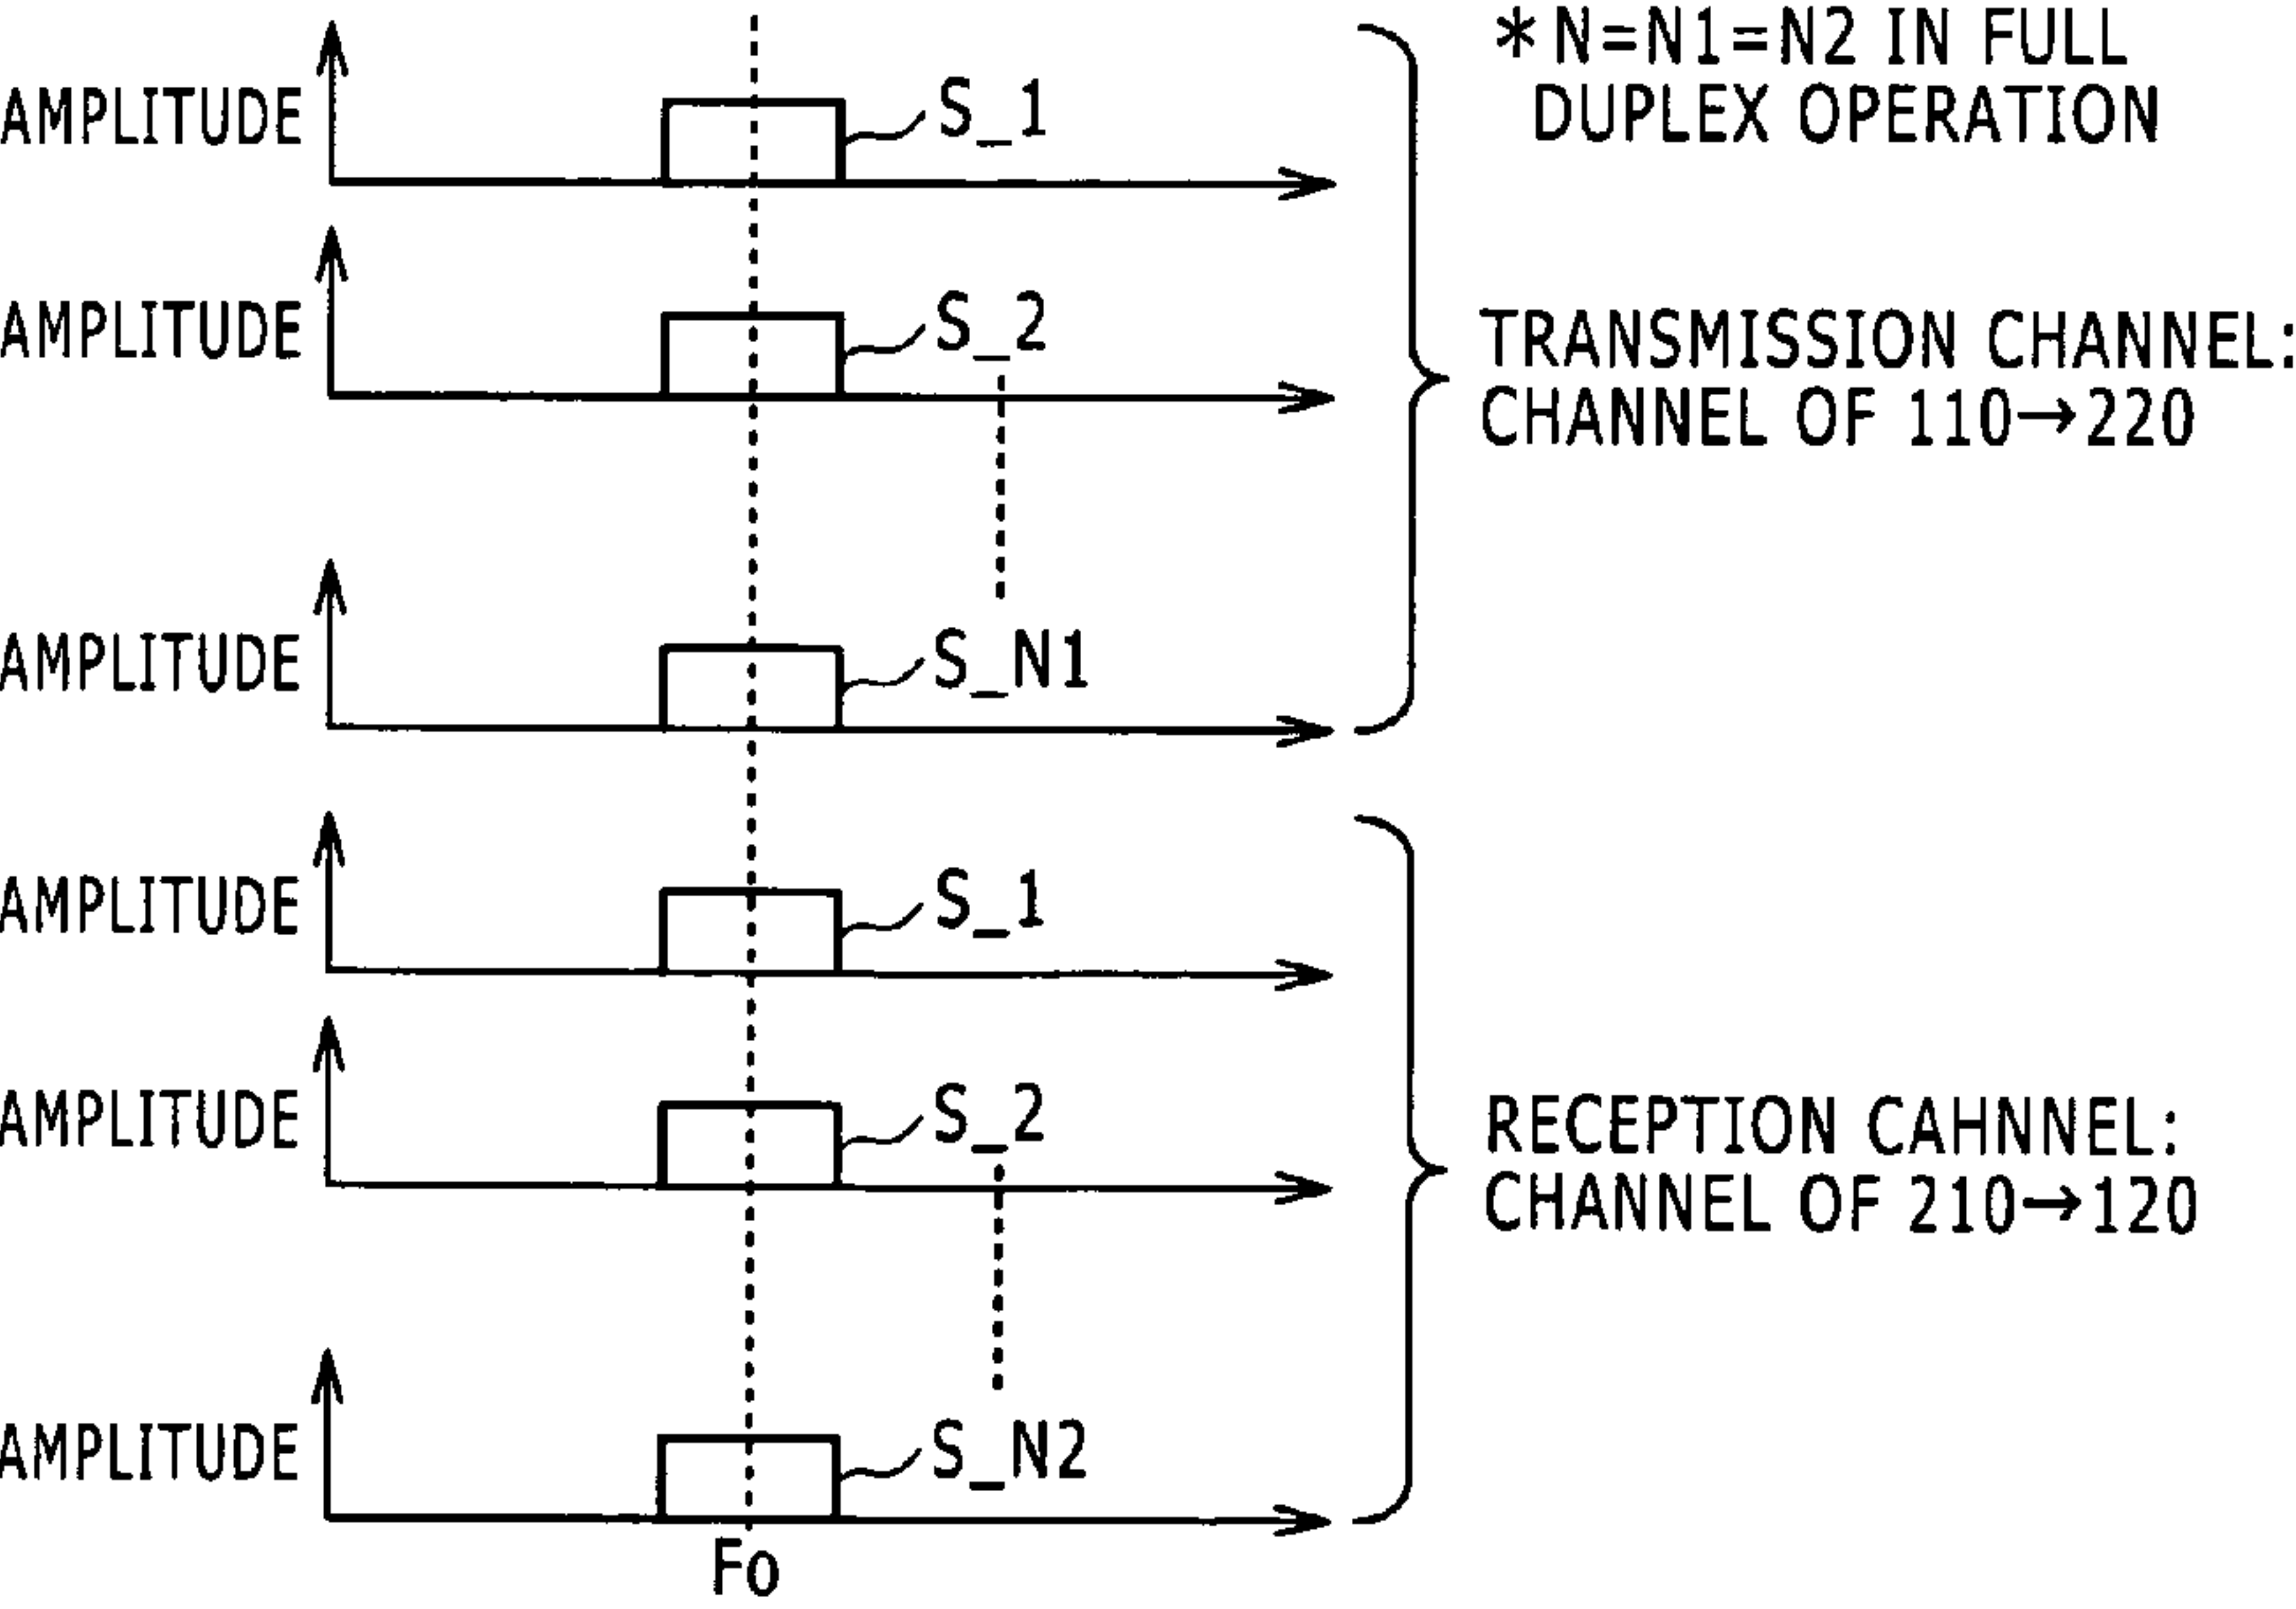 *N=N1=N2 IN FULL
DUPLEX OPERATION
AMPLITUDE
S_1
AMPLITUDE
S_2
TRANSMISSION CHANNEL:
CHANNEL OF 110→220
AMPLITUDE
S_N1
AMPLITUDE
S_1
AMPLITUDE
S_2
RECEPTION CAHNNEL:
CHANNEL OF 210→120
AMPLITUDE
S_N2
Fo